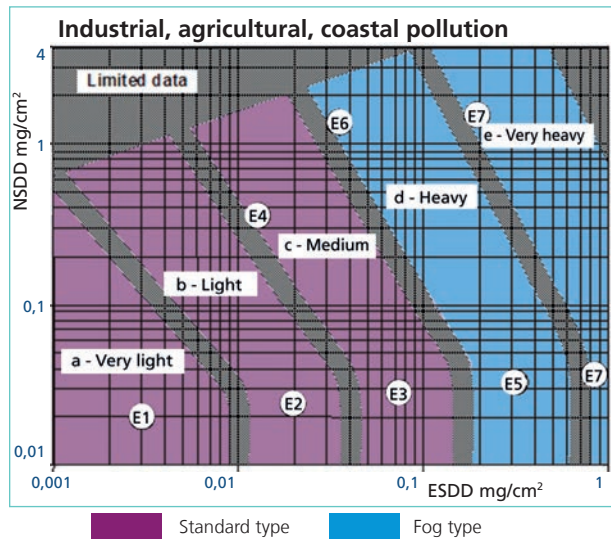 Industrial, agricultural, coastal pollution
4
Limited data
E6
E7
NSDD mg/cm²
1
e - Very heavy
d - Heavy
E4
c - Medium
b - Light
0,1
a - Very light
E7
E5
E3
E2
E1
0,01
0,001
0,01
0,1
ESDD mg/cm²
1
Standard type
Fog type